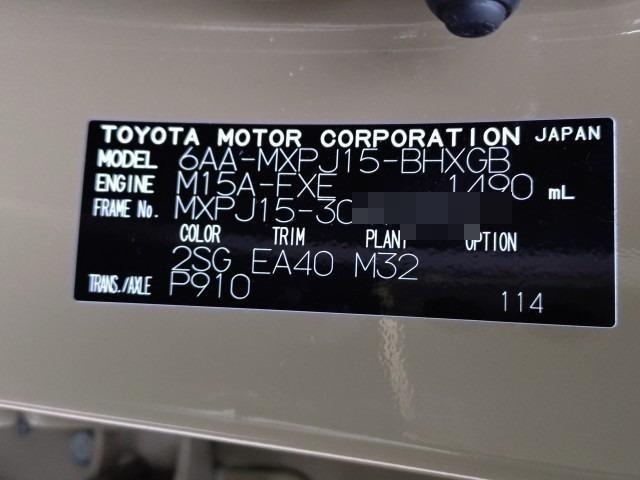 TOYOTA MOTOR CORPORATION JAPAN
MODEL 6AA-MXPJ15-BHXGB
ENGINE M15A-FXE 1490 mL
FRAME No. MXPJ15-30
COLOR TRIM PLANT OPTION
2SG EA40 M32
TRANS./AXLE P910 114